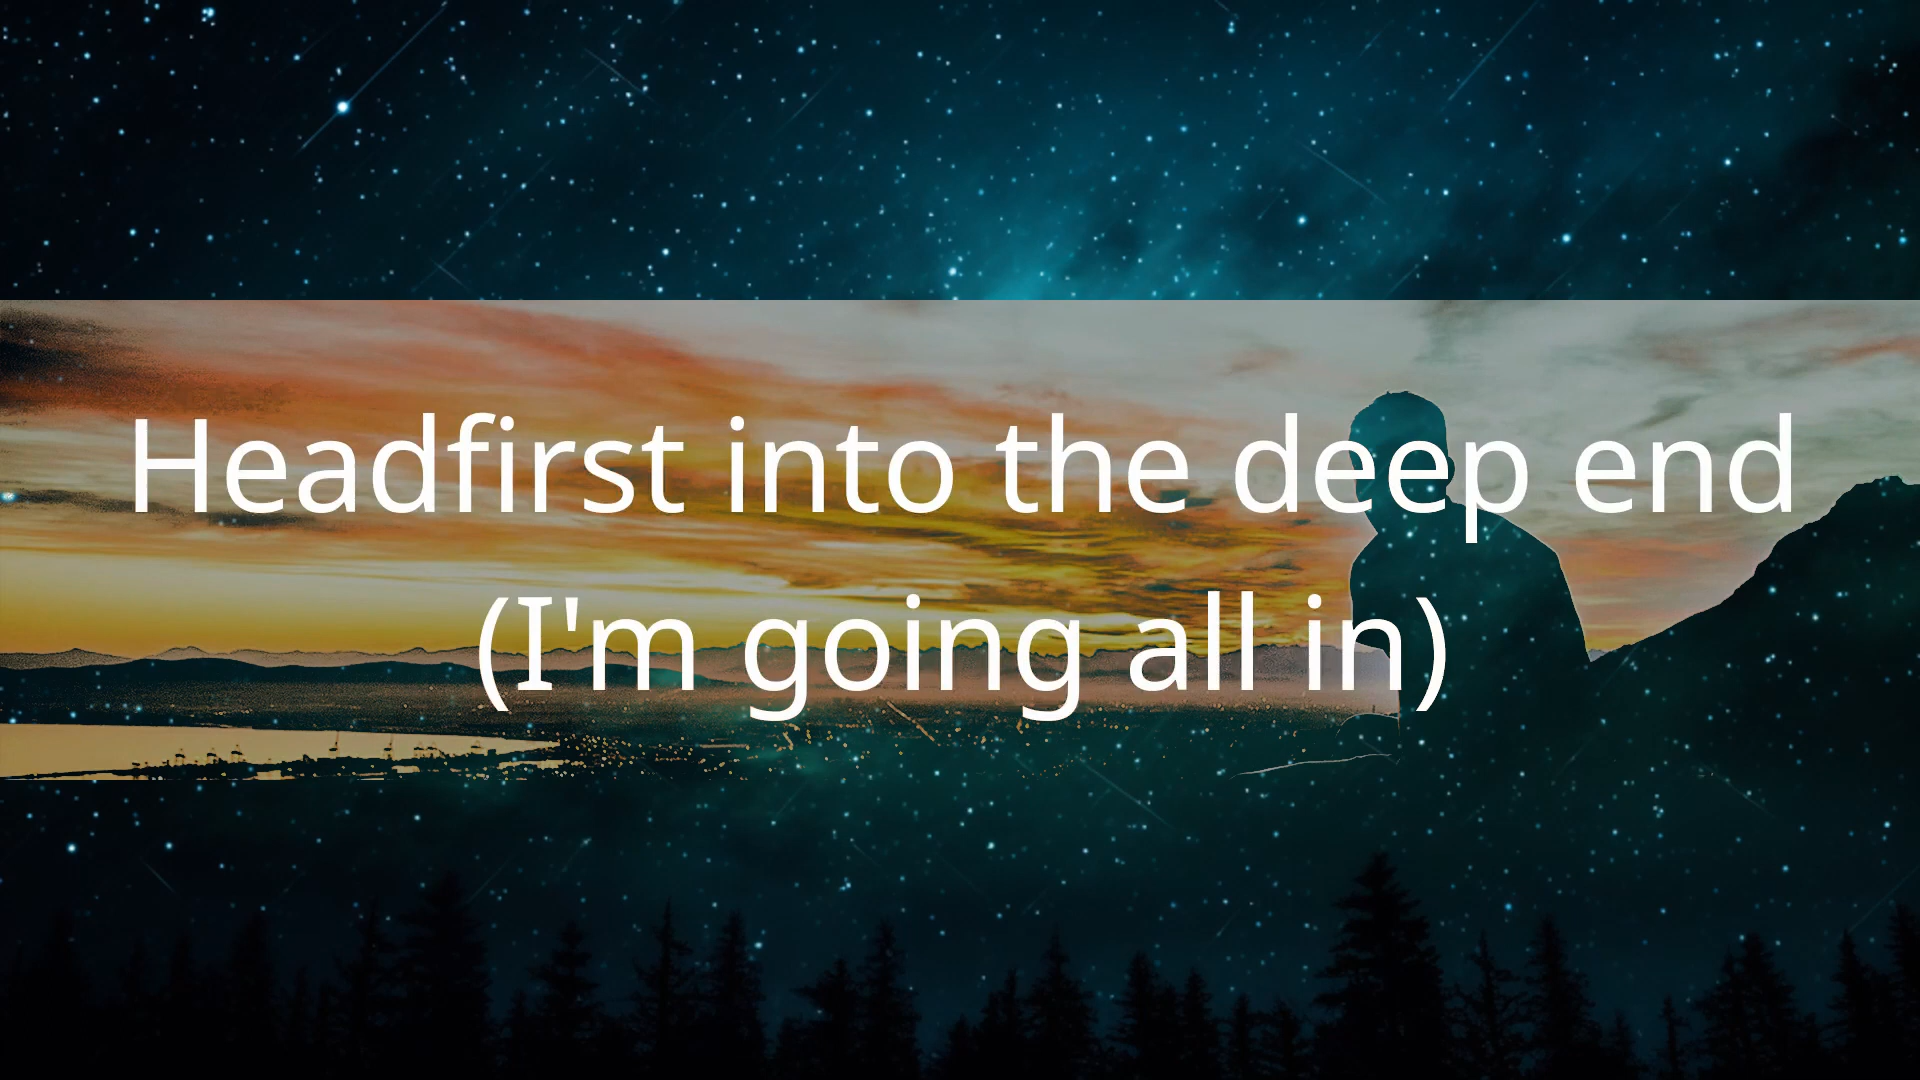 Headfirst into the deep end
(I'm going all in)